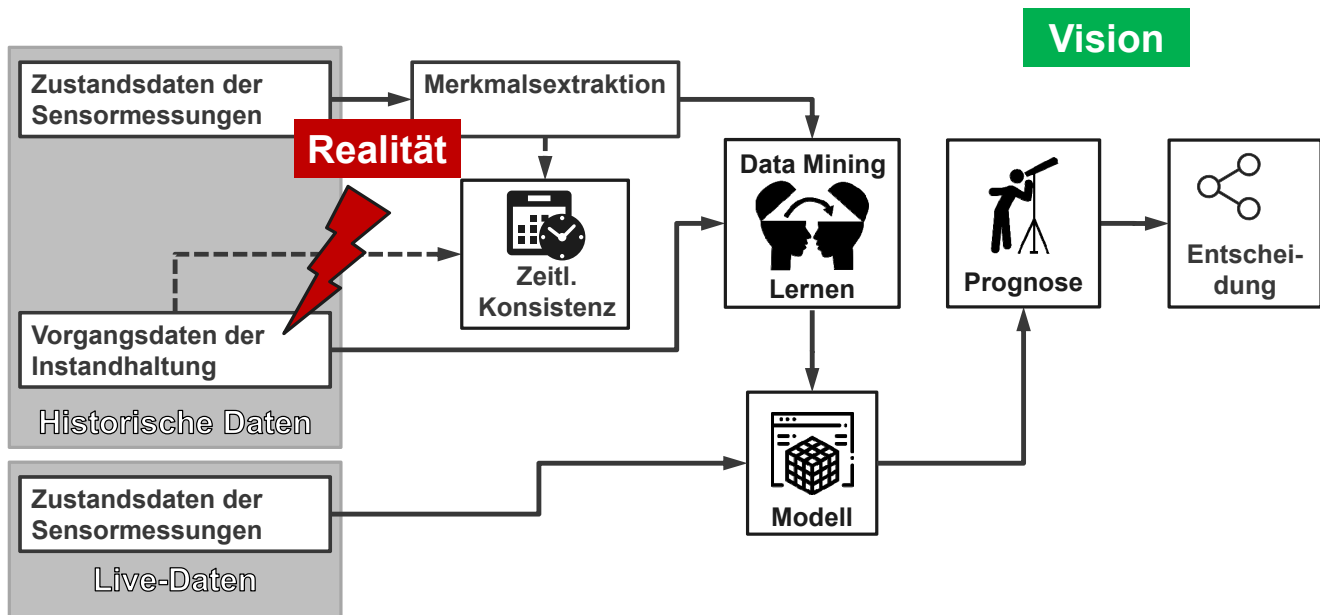 Vision
Zustandsdaten der
Sensormessungen
Merkmalsextraktion
Realität
Data Mining
Lernen
Zeitl.
Konsistenz
Prognose
Entschei-
dung
Vorgangsdaten der
Instandhaltung
Historische Daten
Zustandsdaten der
Sensormessungen
Modell
Live-Daten